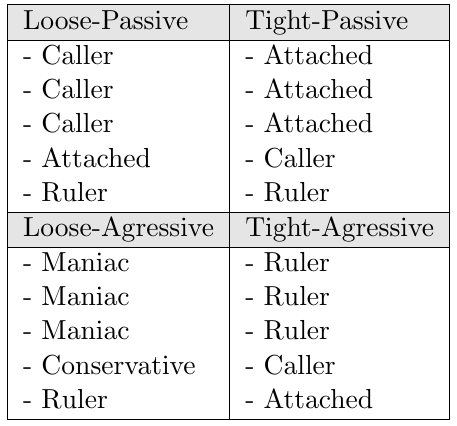 Loose-Passive Tight-Passive
- Caller - Attached
- Caller - Attached
- Caller - Attached
- Attached - Caller
- Ruler - Ruler
Loose-Agressive Tight-Agressive
- Maniac - Ruler
- Maniac - Ruler
- Maniac - Ruler
- Conservative - Caller
- Ruler - Attached